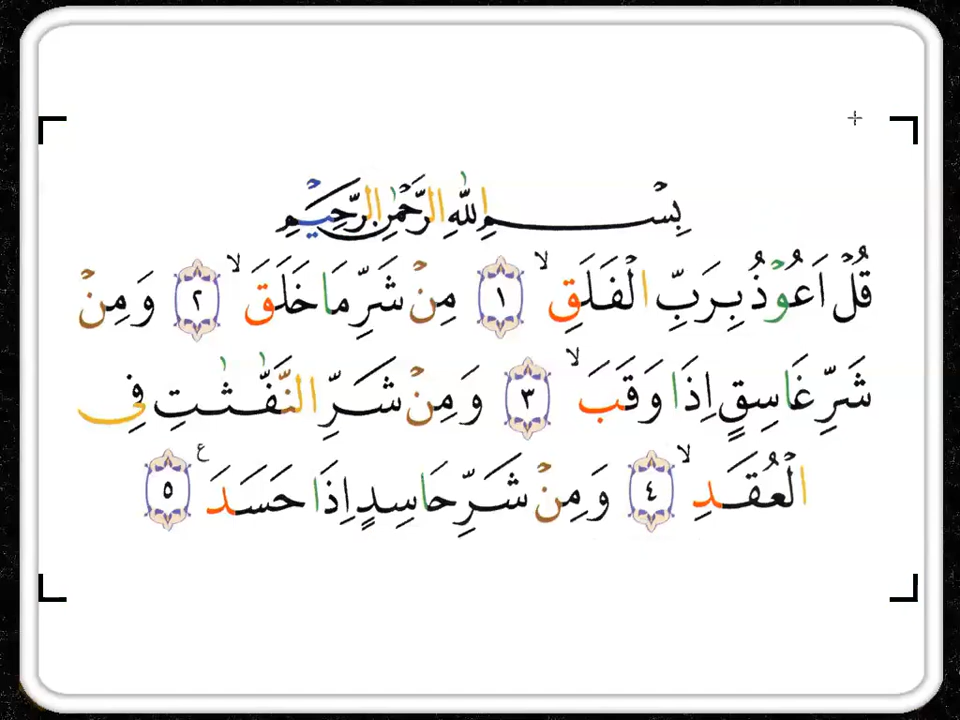 بِسْمِ اللّٰهِ الرَّحْمٰنِ الرَّحِيْمِ
قُلْ اَعُوْذُ بِرَبِّ الْفَلَقِ ۙ ١ مِنْ شَرِّ مَا خَلَقَ ۙ ٢ وَمِنْ
شَرِّ غَاسِقٍ اِذَا وَقَبَ ۙ ٣ وَمِنْ شَرِّ النَّفّٰثٰتِ فِى
الْعُقَدِ ۙ ٤ وَمِنْ شَرِّ حَاسِدٍ اِذَا حَسَدَ ع ٥